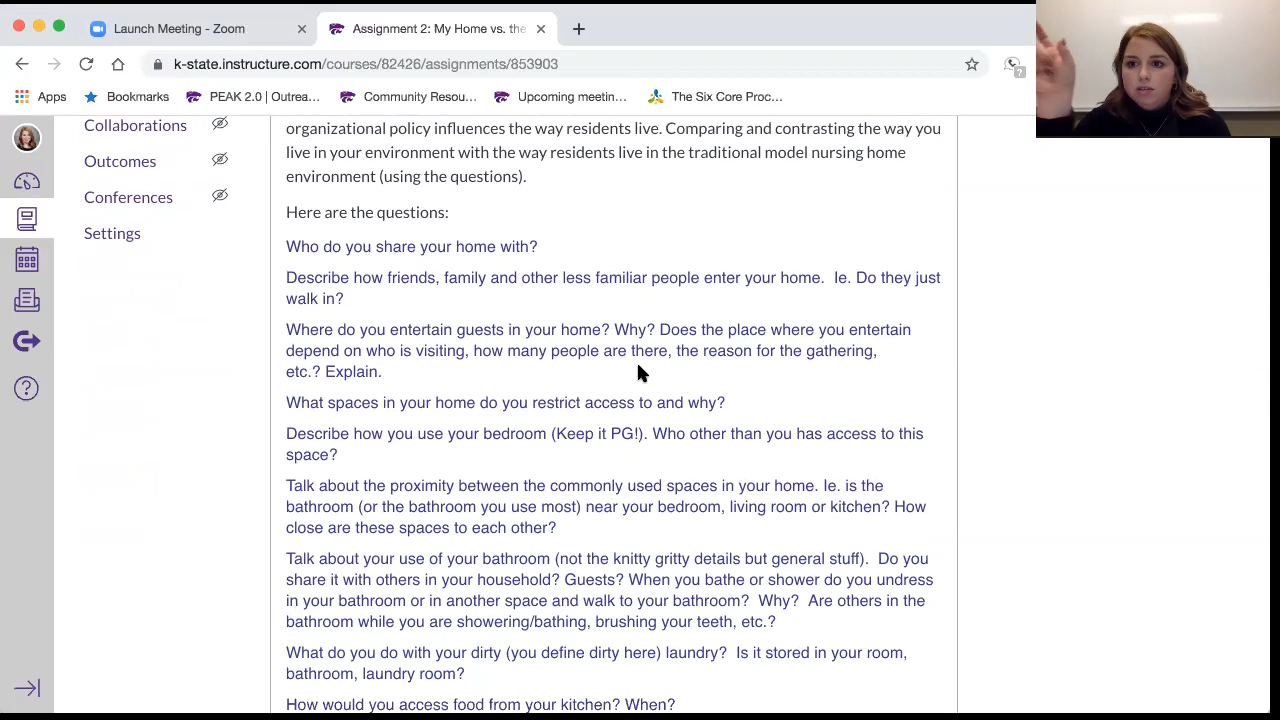 Launch Meeting - Zoom
Assignment 2: My Home vs. the
k-state.instructure.com/courses/82426/assignments/853903
Apps
Bookmarks
PEAK 2.0 | Outrea...
Community Resou...
Upcoming meetin...
The Six Core Proc...
Collaborations
Outcomes
Conferences
Settings
organizational policy influences the way residents live. Comparing and contrasting the way you
live in your environment with the way residents live in the traditional model nursing home
environment (using the questions).
Here are the questions:
Who do you share your home with?
Describe how friends, family and other less familiar people enter your home.  Ie. Do they just
walk in?
Where do you entertain guests in your home? Why? Does the place where you entertain
depend on who is visiting, how many people are there, the reason for the gathering,
etc.? Explain.
What spaces in your home do you restrict access to and why?
Describe how you use your bedroom (Keep it PG!). Who other than you has access to this
space?
Talk about the proximity between the commonly used spaces in your home. Ie. is the
bathroom (or the bathroom you use most) near your bedroom, living room or kitchen? How
close are these spaces to each other?
Talk about your use of your bathroom (not the knitty gritty details but general stuff).  Do you
share it with others in your household? Guests? When you bathe or shower do you undress
in your bathroom or in another space and walk to your bathroom?  Why?  Are others in the
bathroom while you are showering/bathing, brushing your teeth, etc.?
What do you do with your dirty (you define dirty here) laundry?  Is it stored in your room,
bathroom, laundry room?
How would you access food from your kitchen? When?